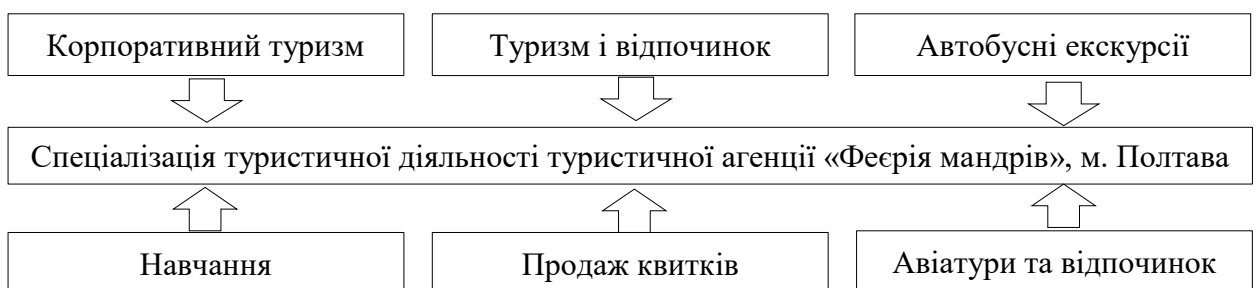 Корпоративний туризм
Туризм і відпочинок
Автобусні екскурсії
Спеціалізація туристичної діяльності туристичної агенції «Феєрія мандрів», м. Полтава
Навчання
Продаж квитків
Авіатури та відпочинок